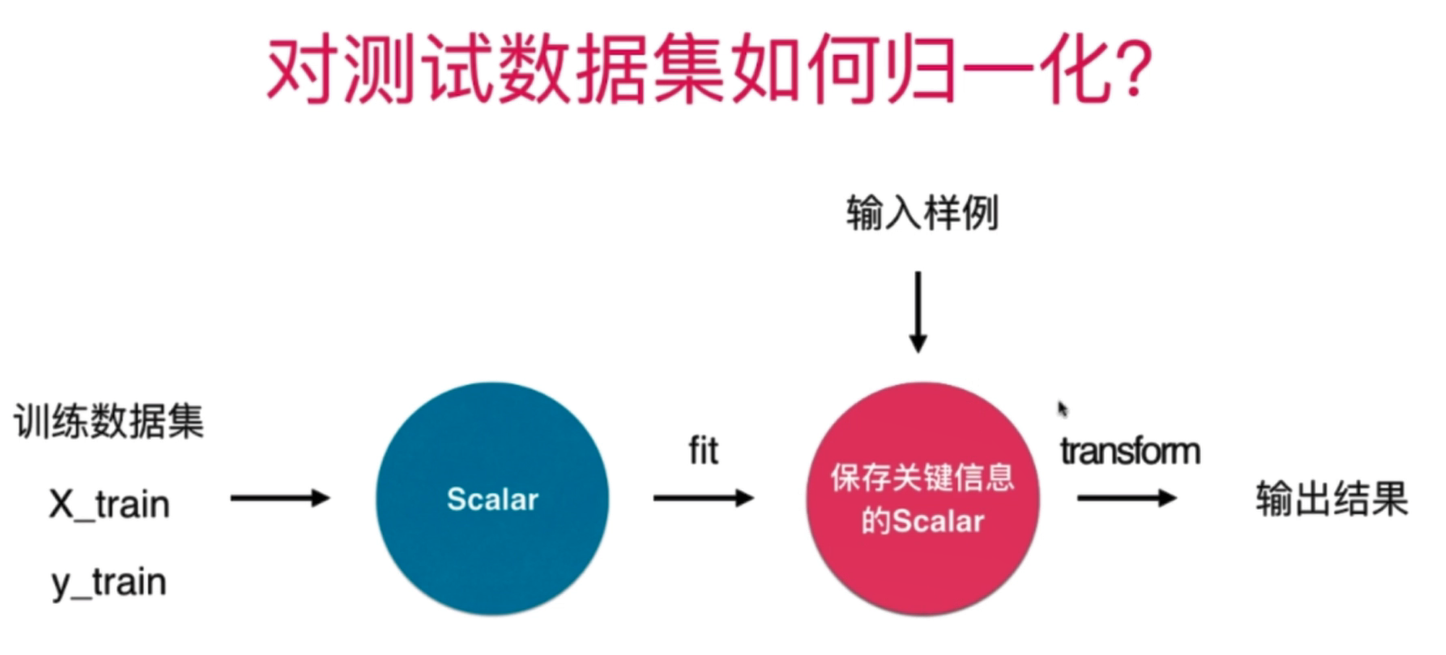 对测试数据集如何归一化?
输入样例
训练数据集
X_train
y_train
Scalar
fit
保存关键信息
的Scalar
transform
输出结果